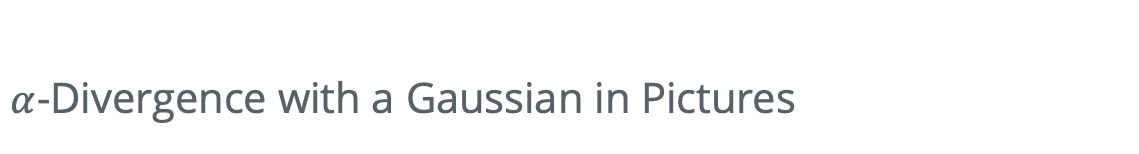 α-Divergence with a Gaussian in Pictures